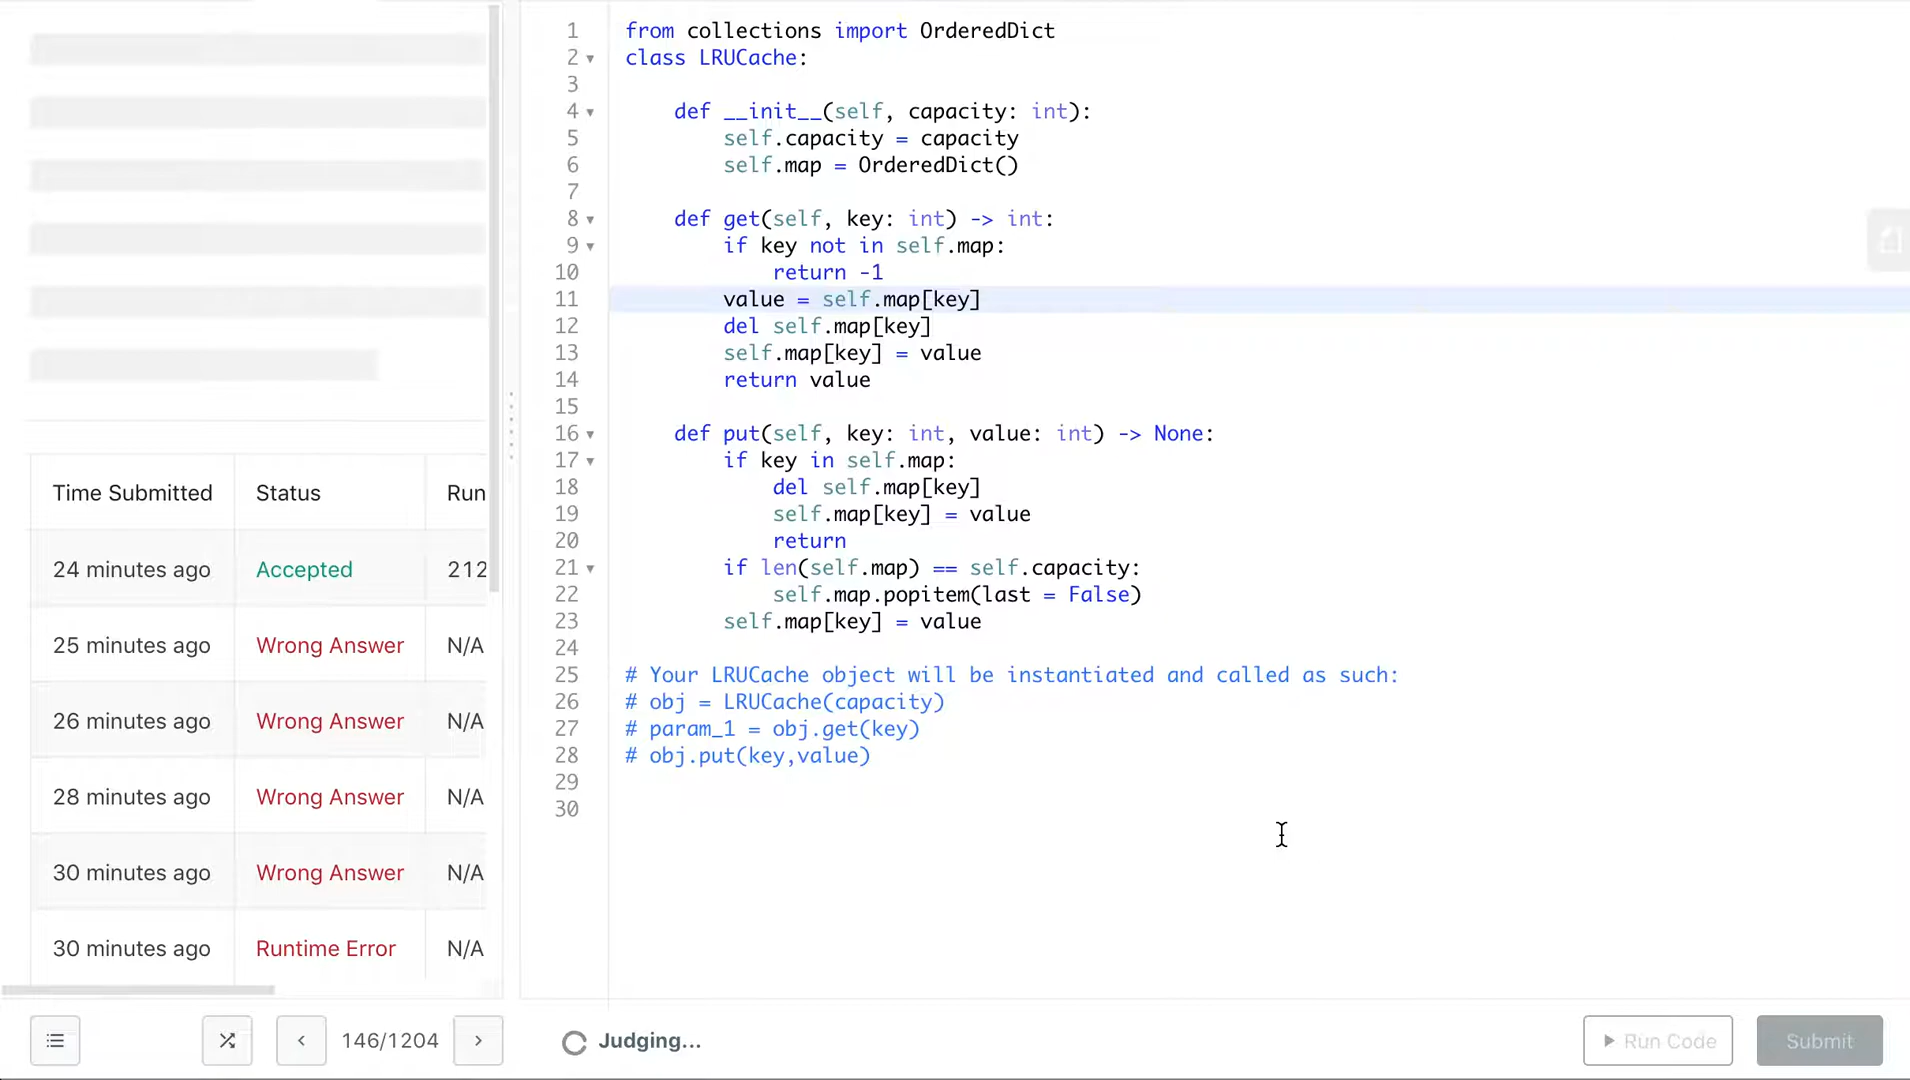 Time Submitted Status Run
24 minutes ago Accepted 212
25 minutes ago Wrong Answer N/A
26 minutes ago Wrong Answer N/A
28 minutes ago Wrong Answer N/A
30 minutes ago Wrong Answer N/A
30 minutes ago Runtime Error N/A
146/1204
1 from collections import OrderedDict
2 class LRUCache:
3
4     def __init__(self, capacity: int):
5         self.capacity = capacity
6         self.map = OrderedDict()
7
8     def get(self, key: int) -> int:
9         if key not in self.map:
10             return -1
11         value = self.map[key]
12         del self.map[key]
13         self.map[key] = value
14         return value
15
16     def put(self, key: int, value: int) -> None:
17         if key in self.map:
18             del self.map[key]
19             self.map[key] = value
20             return
21         if len(self.map) == self.capacity:
22             self.map.popitem(last = False)
23         self.map[key] = value
24
25 # Your LRUCache object will be instantiated and called as such:
26 # obj = LRUCache(capacity)
27 # param_1 = obj.get(key)
28 # obj.put(key,value)
29
30
Judging...
Run Code
Submit